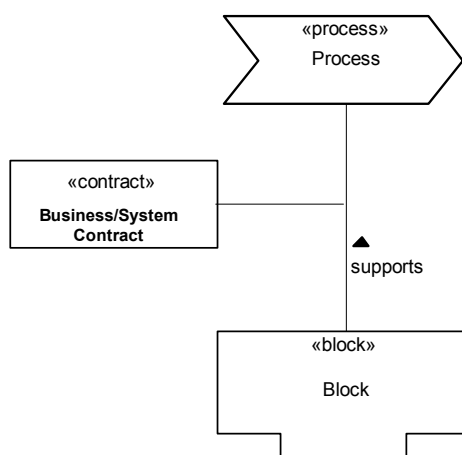 «process»
Process
«contract»
Business/System
Contract
supports
«block»
Block